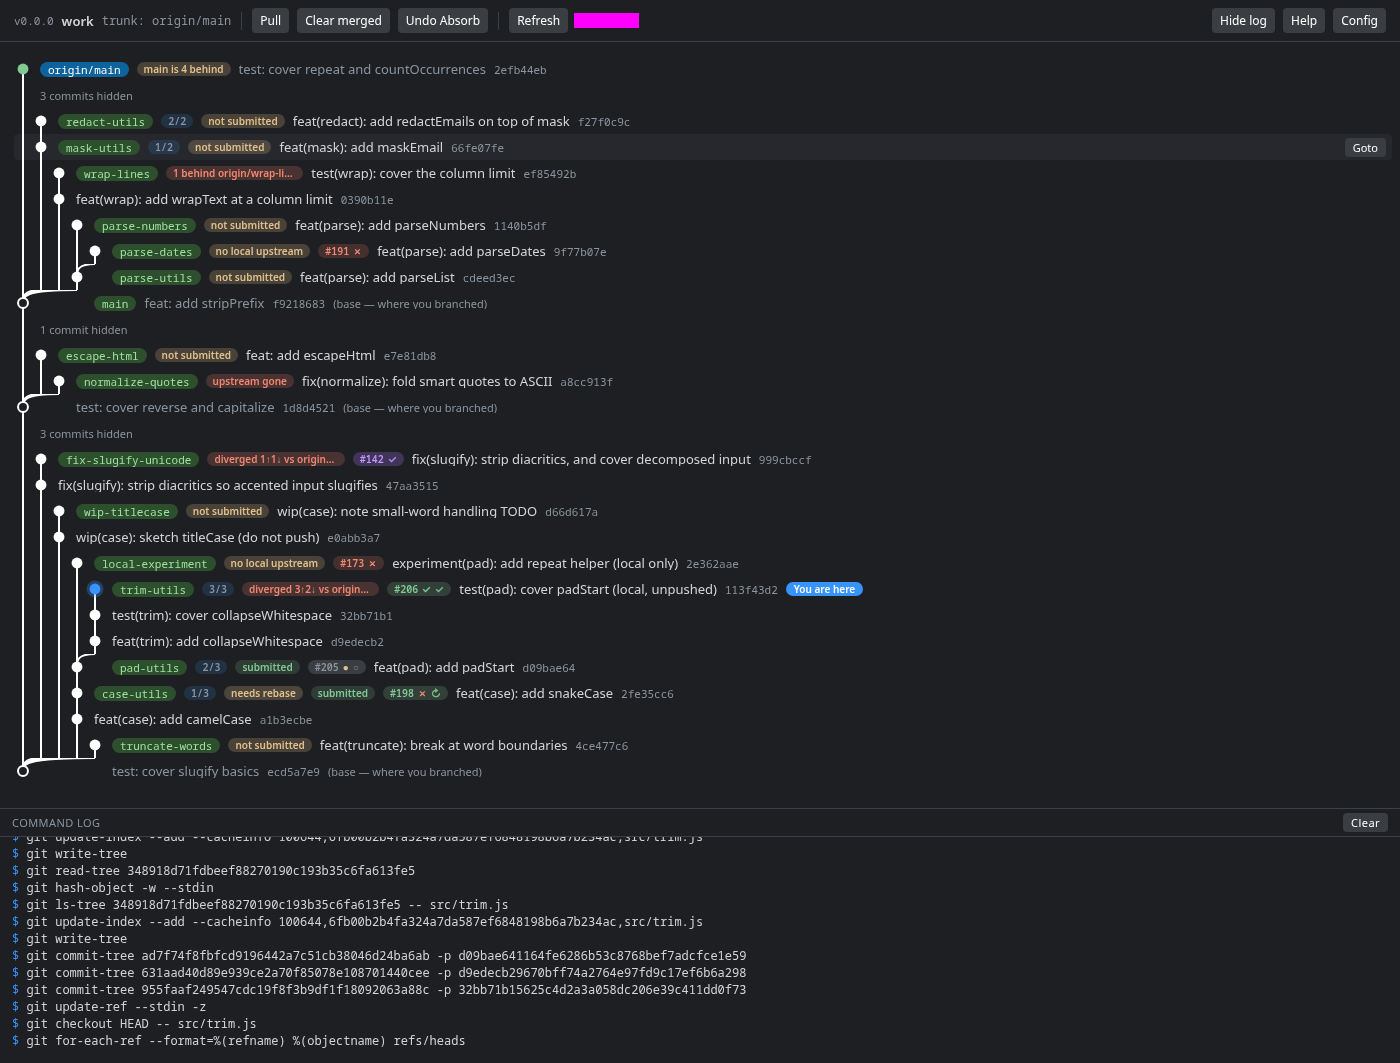 v0.0.0 work trunk: origin/main Pull Clear merged Undo Absorb Refresh Hide log Help Config
origin/main main is 4 behind test: cover repeat and countOccurrences 2efb44eb
3 commits hidden
redact-utils 2/2 not submitted feat(redact): add redactEmails on top of mask f27f0c9c
mask-utils 1/2 not submitted feat(mask): add maskEmail 66fe07fe Goto
wrap-lines 1 behind origin/wrap-li... test(wrap): cover the column limit ef85492b
feat(wrap): add wrapText at a column limit 0390b11e
parse-numbers not submitted feat(parse): add parseNumbers 1140b5df
parse-dates no local upstream #191 × feat(parse): add parseDates 9f77b07e
parse-utils not submitted feat(parse): add parseList cdeed3ec
main feat: add stripPrefix f9218683 (base — where you branched)
1 commit hidden
escape-html not submitted feat: add escapeHtml e7e81db8
normalize-quotes upstream gone fix(normalize): fold smart quotes to ASCII a8cc913f
test: cover reverse and capitalize 1d8d4521 (base — where you branched)
3 commits hidden
fix-slugify-unicode diverged 1↑1↓ vs origin... #142 ✓ fix(slugify): strip diacritics, and cover decomposed input 999cbccf
fix(slugify): strip diacritics so accented input slugifies 47aa3515
wip-titlecase not submitted wip(case): note small-word handling TODO d66d617a
wip(case): sketch titleCase (do not push) e0abb3a7
local-experiment no local upstream #173 × experiment(pad): add repeat helper (local only) 2e362aae
trim-utils 3/3 diverged 3↑2↓ vs origin... #206 ✓ ✓ test(pad): cover padStart (local, unpushed) 113f43d2 You are here
test(trim): cover collapseWhitespace 32bb71b1
feat(trim): add collapseWhitespace d9edecb2
pad-utils 2/3 submitted #205 ● ○ feat(pad): add padStart d09bae64
case-utils 1/3 needs rebase submitted #198 × ↻ feat(case): add snakeCase 2fe35cc6
feat(case): add camelCase a1b3ecbe
truncate-words not submitted feat(truncate): break at word boundaries 4ce477c6
test: cover slugify basics ecd5a7e9 (base — where you branched)
COMMAND LOG Clear
$ git update-index --add --cacheinfo 100644,6fb00b2b4fa324a7da587ef6848198b6a7b234ac,src/trim.js
$ git write-tree
$ git read-tree 348918d71fdbeef88270190c193b35c6fa613fe5
$ git hash-object -w --stdin
$ git ls-tree 348918d71fdbeef88270190c193b35c6fa613fe5 -- src/trim.js
$ git update-index --add --cacheinfo 100644,6fb00b2b4fa324a7da587ef6848198b6a7b234ac,src/trim.js
$ git write-tree
$ git commit-tree ad7f74f8fbfcd9196442a7c51cb38046d24ba6ab -p d09bae641164fe6286b53c8768bef7adcfce1e59
$ git commit-tree 631aad40d89e939ce2a70f85078e108701440cee -p d9edecb29670bff74a2764e97fd9c17ef6b6a298
$ git commit-tree 955faaf249547cdc19f8f3b9df1f18092063a88c -p 32bb71b15625c4d2a3a058dc206e39c411dd0f73
$ git update-ref --stdin -z
$ git checkout HEAD -- src/trim.js
$ git for-each-ref --format=%(refname) %(objectname) refs/heads